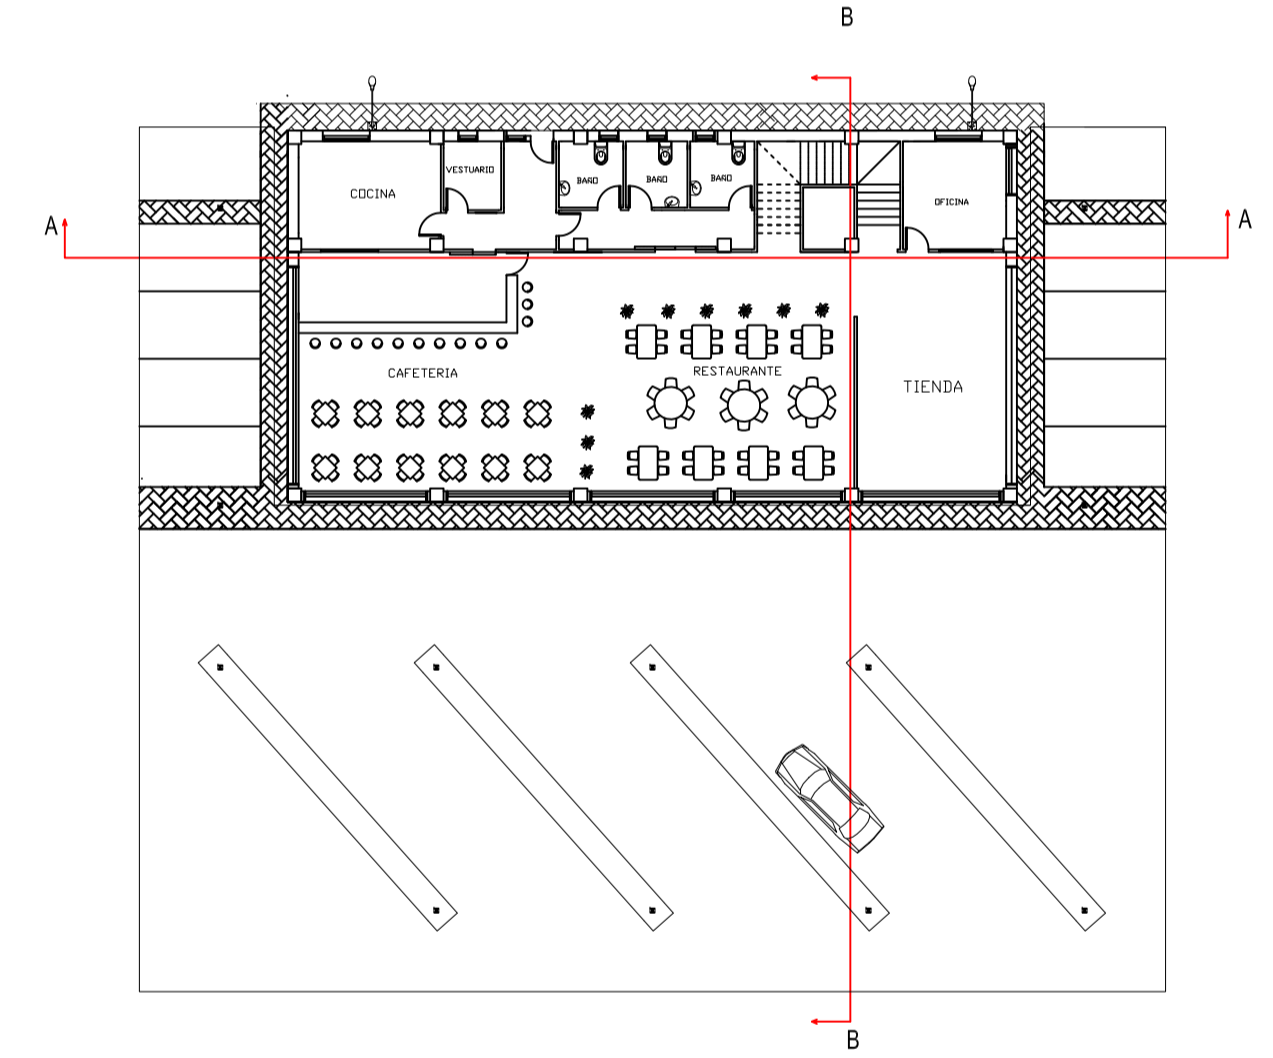 B
A
A
COCINA
VESTUARIO
BAÑO
BAÑO
BAÑO
OFICINA
CAFETERIA
RESTAURANTE
TIENDA
B